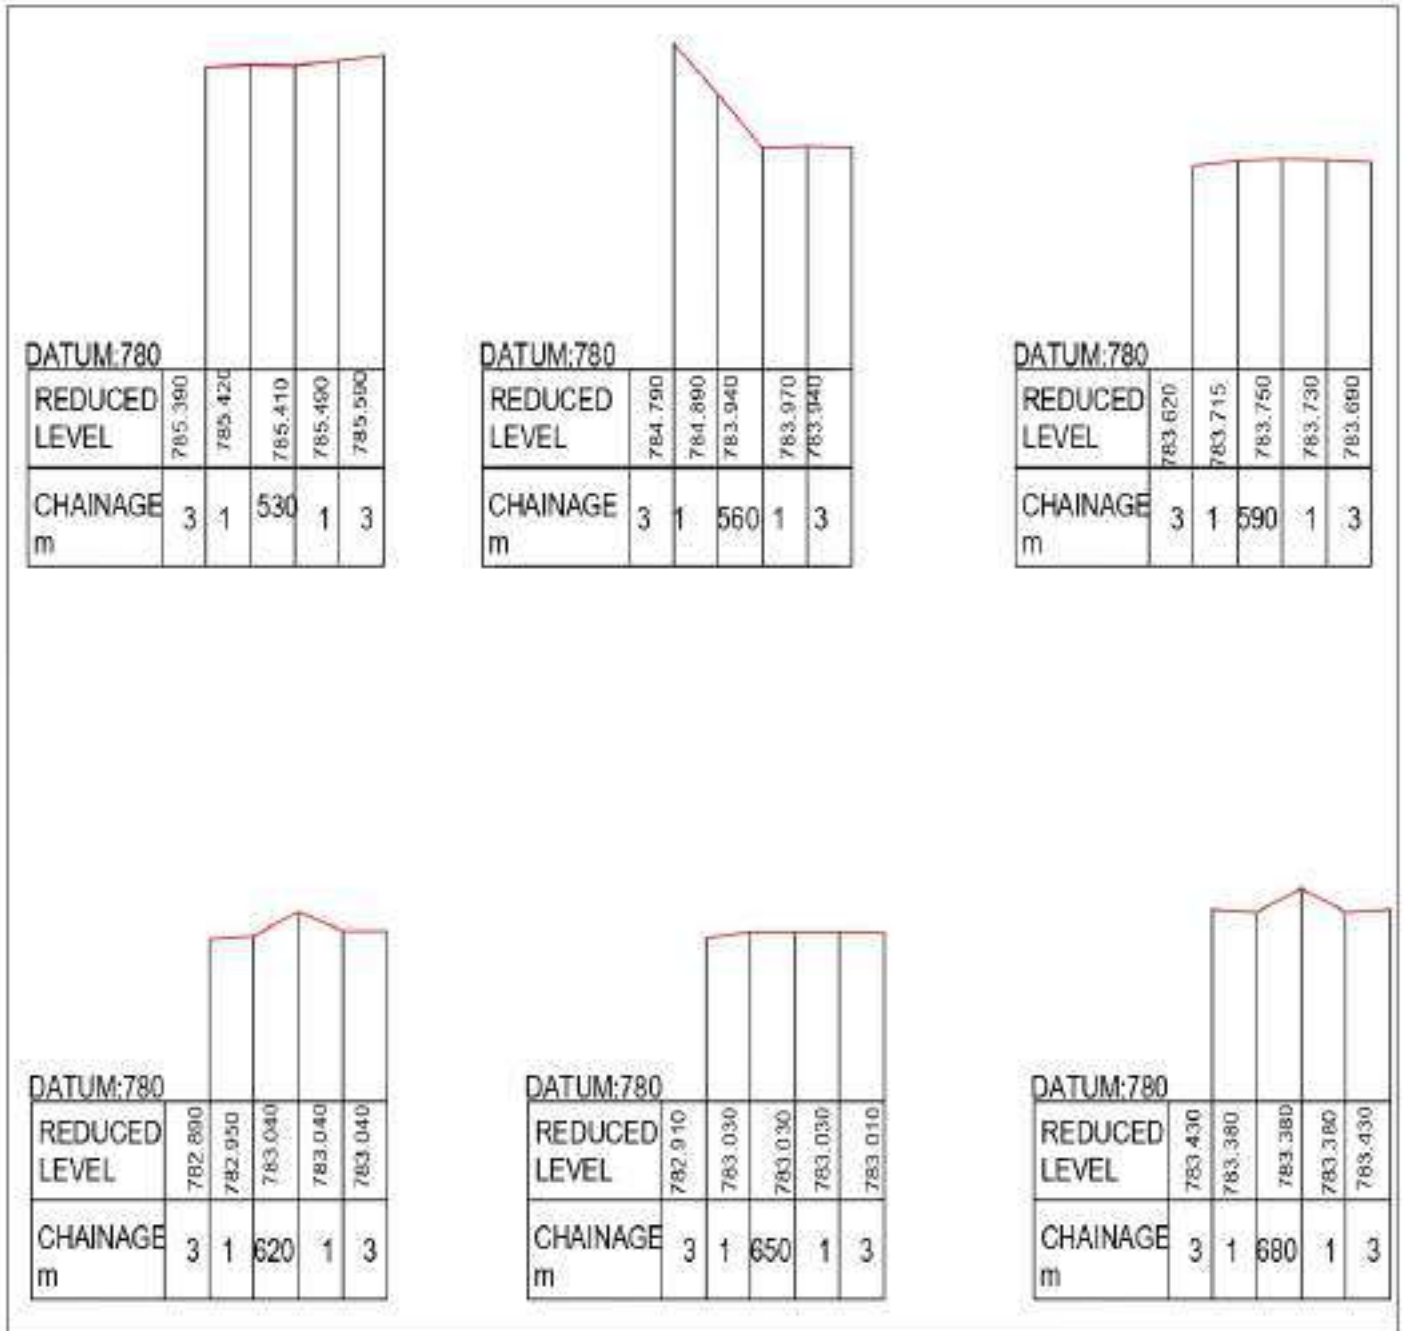 DATUM:780
REDUCED LEVEL 785.390 785.420 785.410 785.490 785.590
CHAINAGE m 3 1 530 1 3
DATUM:780
REDUCED LEVEL 784.790 784.890 783.940 783.970 783.940
CHAINAGE m 3 1 560 1 3
DATUM:780
REDUCED LEVEL 783.620 783.715 783.750 783.730 783.690
CHAINAGE m 3 1 590 1 3
DATUM:780
REDUCED LEVEL 782.890 782.950 783.040 783.040 783.040
CHAINAGE m 3 1 620 1 3
DATUM:780
REDUCED LEVEL 782.910 783.030 783.030 783.030 783.010
CHAINAGE m 3 1 650 1 3
DATUM:780
REDUCED LEVEL 783.430 783.380 783.380 783.380 783.430
CHAINAGE m 3 1 680 1 3